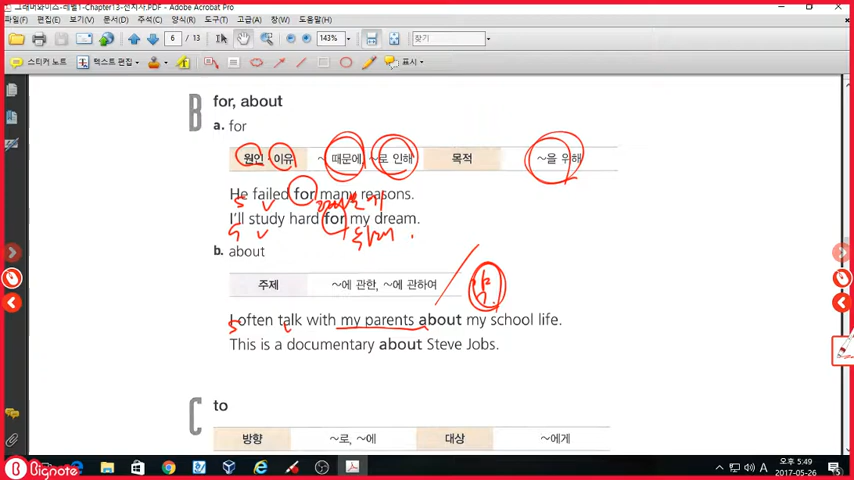 그래머와이즈-레벨1-Chapter13-전치사.PDF - Adobe Acrobat Pro
파일(F) 편집(E) 보기(V) 문서(D) 주석(C) 양식(R) 도구(T) 고급(A) 창(W) 도움말(H)
6 / 13 143% 찾기
스티커 노트 텍스트 편집 표시
B for, about
a. for
원인 이유 ~ 때문에, ~로 인해 목적 ~을 위해
He failed for many reasons.
S V
I'll study hard for my dream.
S V
b. about
주제 ~에 관한, ~에 관하여
I often talk with my parents about my school life.
S
This is a documentary about Steve Jobs.
C to
방향 ~로, ~에 대상 ~에게
Bignote
A 오후 5:49
2017-05-26